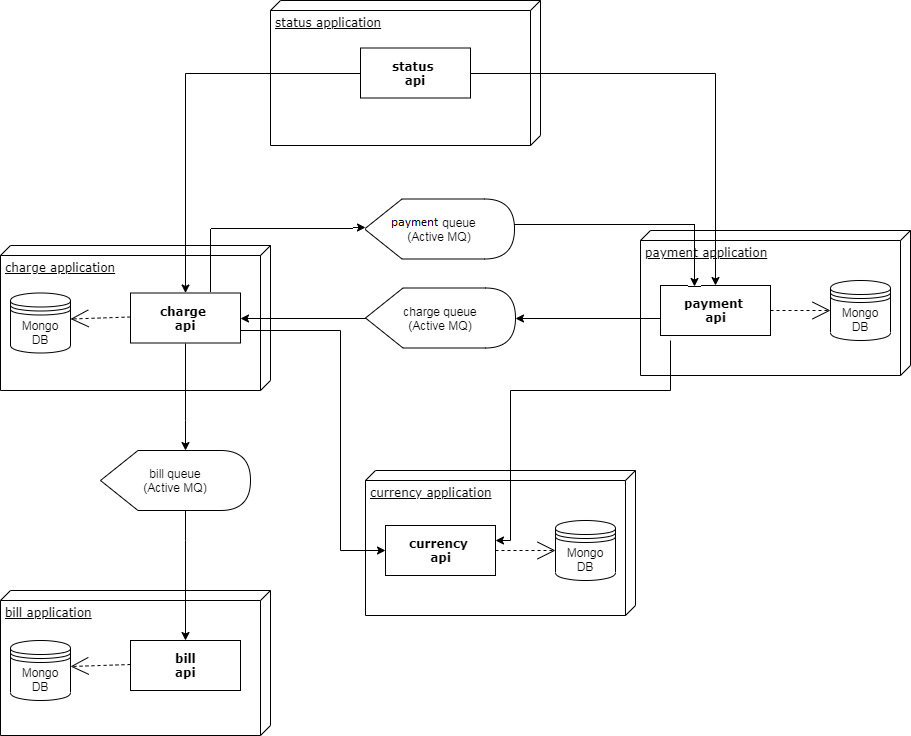 status application
status
api
payment queue
(Active MQ)
charge application
payment application
Mongo
DB
charge
api
charge queue
(Active MQ)
payment
api
Mongo
DB
bill queue
(Active MQ)
currency application
currency
api
Mongo
DB
bill application
Mongo
DB
bill
api